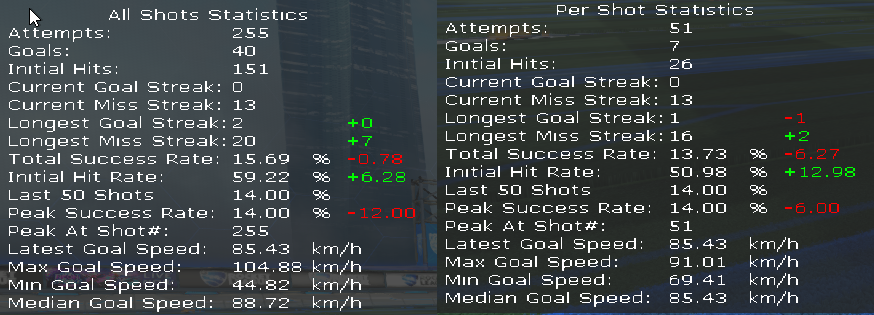 All Shots Statistics
Attempts: 255
Goals: 40
Initial Hits: 151
Current Goal Streak: 0
Current Miss Streak: 13
Longest Goal Streak: 2 +0
Longest Miss Streak: 20 +7
Total Success Rate: 15.69 % -0.78
Initial Hit Rate: 59.22 % +6.28
Last 50 Shots 14.00 %
Peak Success Rate: 14.00 % -12.00
Peak At Shot#: 255
Latest Goal Speed: 85.43 km/h
Max Goal Speed: 104.88 km/h
Min Goal Speed: 44.82 km/h
Median Goal Speed: 88.72 km/h
Per Shot Statistics
Attempts: 51
Goals: 7
Initial Hits: 26
Current Goal Streak: 0
Current Miss Streak: 13
Longest Goal Streak: 1 -1
Longest Miss Streak: 16 +2
Total Success Rate: 13.73 % -6.27
Initial Hit Rate: 50.98 % +12.98
Last 50 Shots 14.00 %
Peak Success Rate: 14.00 % -6.00
Peak At Shot#: 51
Latest Goal Speed: 85.43 km/h
Max Goal Speed: 91.01 km/h
Min Goal Speed: 69.41 km/h
Median Goal Speed: 85.43 km/h